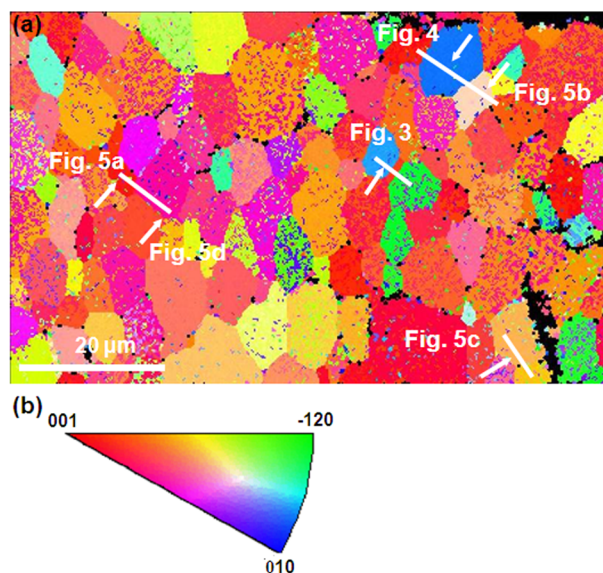 (a)
Fig. 4
Fig. 5b
Fig. 3
Fig. 5a
Fig. 5d
Fig. 5c
20 µm
(b)
001
-120
010